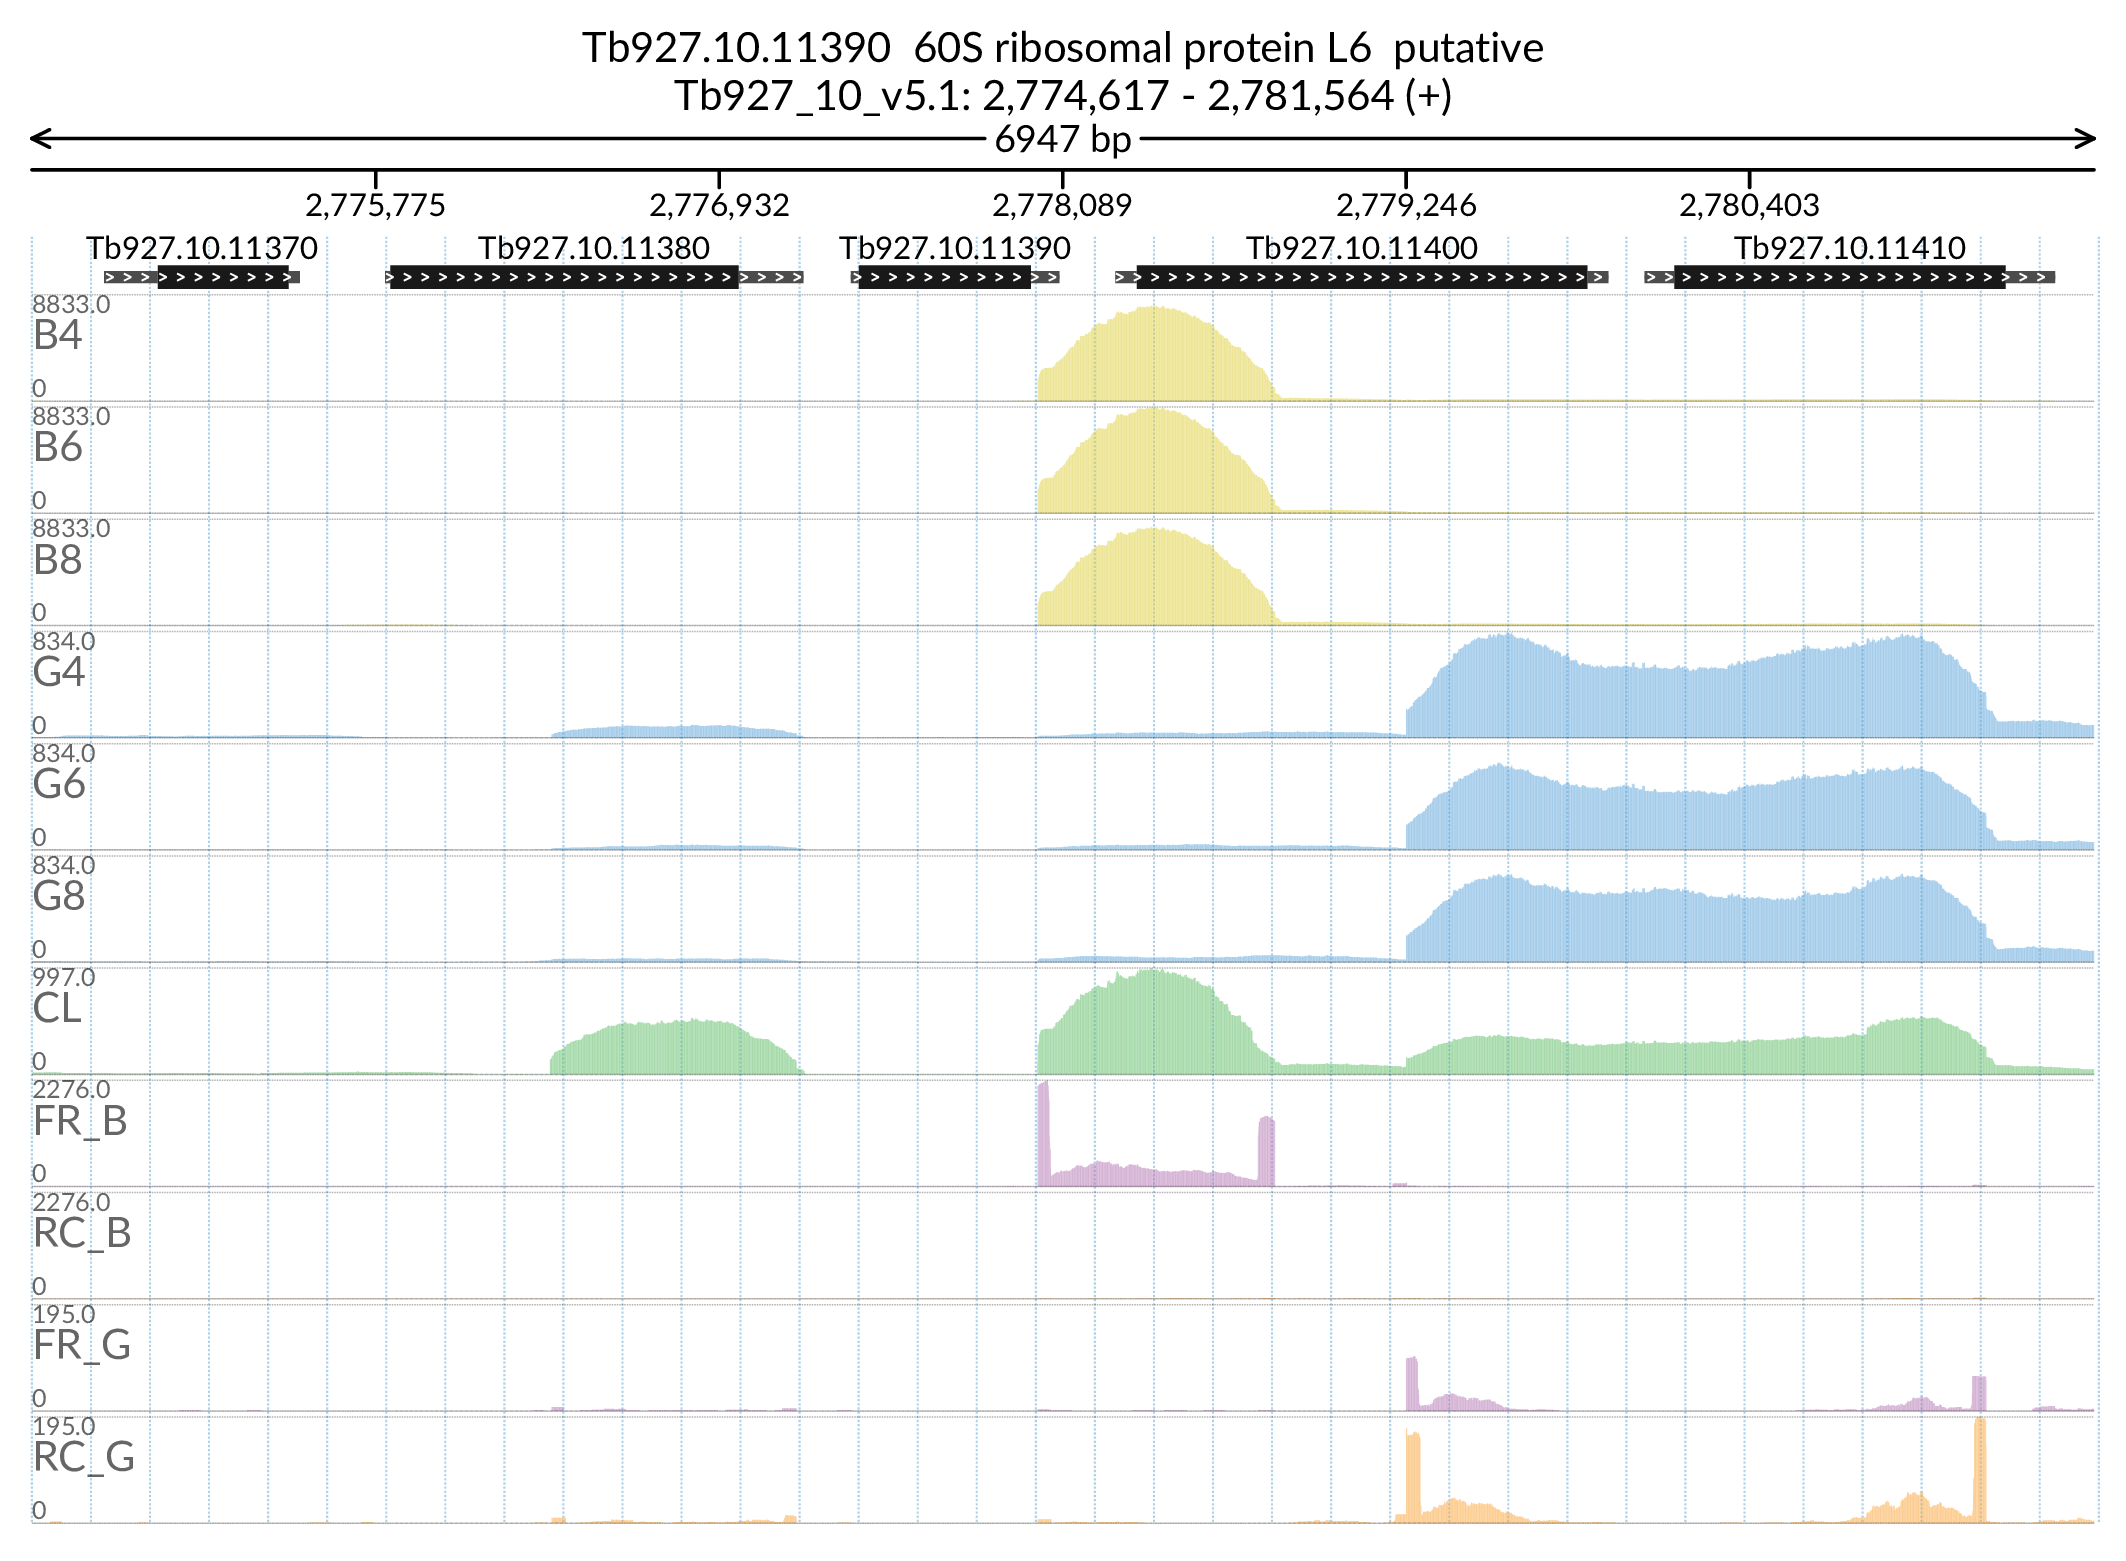 Tb927.10.11390  60S ribosomal protein L6  putative
Tb927_10_v5.1: 2,774,617 - 2,781,564 (+)
6947 bp
2,775,775 2,776,932 2,778,089 2,779,246 2,780,403
Tb927.10.11370 Tb927.10.11380 Tb927.10.11390 Tb927.10.11400 Tb927.10.11410
8833.0
B4
0
8833.0
B6
0
8833.0
B8
0
834.0
G4
0
834.0
G6
0
834.0
G8
0
997.0
CL
0
2276.0
FR_B
0
2276.0
RC_B
0
195.0
FR_G
0
195.0
RC_G
0